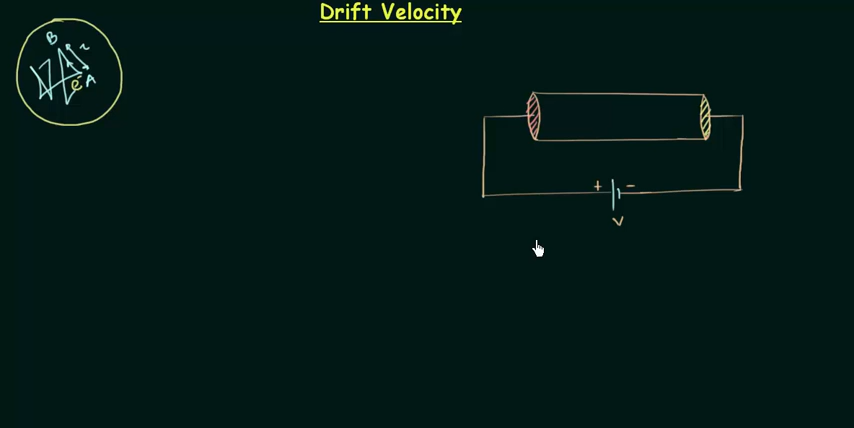 Drift Velocity
B
e⁻ A
+ -
V